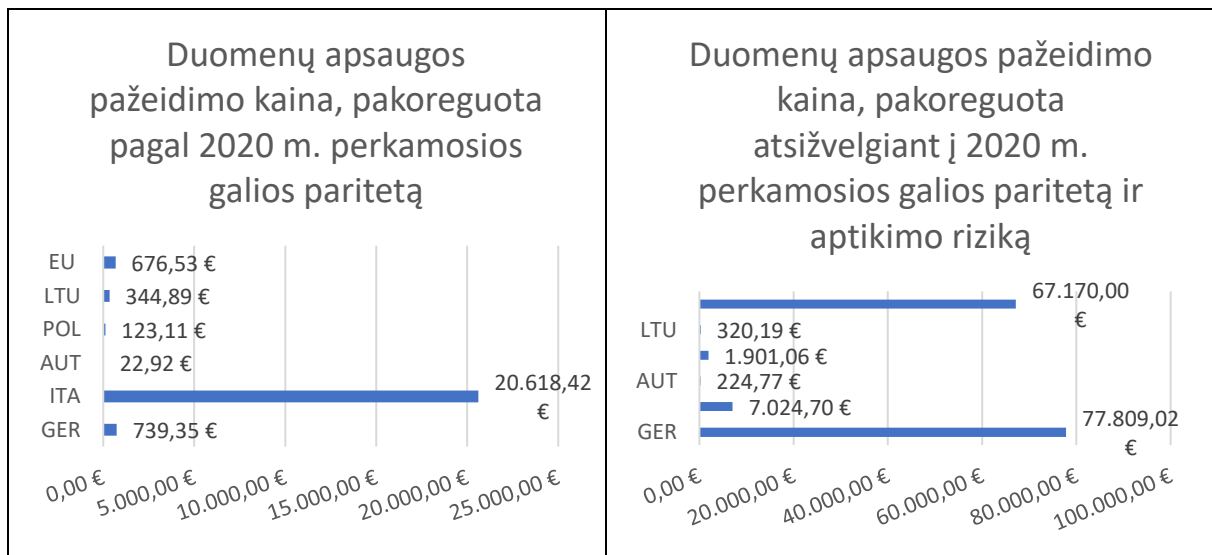 Duomenų apsaugos
pažeidimo kaina, pakoreguota
pagal 2020 m. perkamosios
galios paritetą
EU
676,53 €
LTU
344,89 €
POL
123,11 €
AUT
22,92 €
ITA
20.618,42
€
GER
739,35 €
0,00 €
5.000,00 €
10.000,00 €
15.000,00 €
20.000,00 €
25.000,00 €
Duomenų apsaugos pažeidimo
kaina, pakoreguota
atsižvelgiant į 2020 m.
perkamosios galios paritetą ir
aptikimo riziką
67.170,00
€
LTU
320,19 €
1.901,06 €
AUT
224,77 €
7.024,70 €
GER
77.809,02
€
0,00 €
20.000,00 €
40.000,00 €
60.000,00 €
80.000,00 €
100.000,00 €